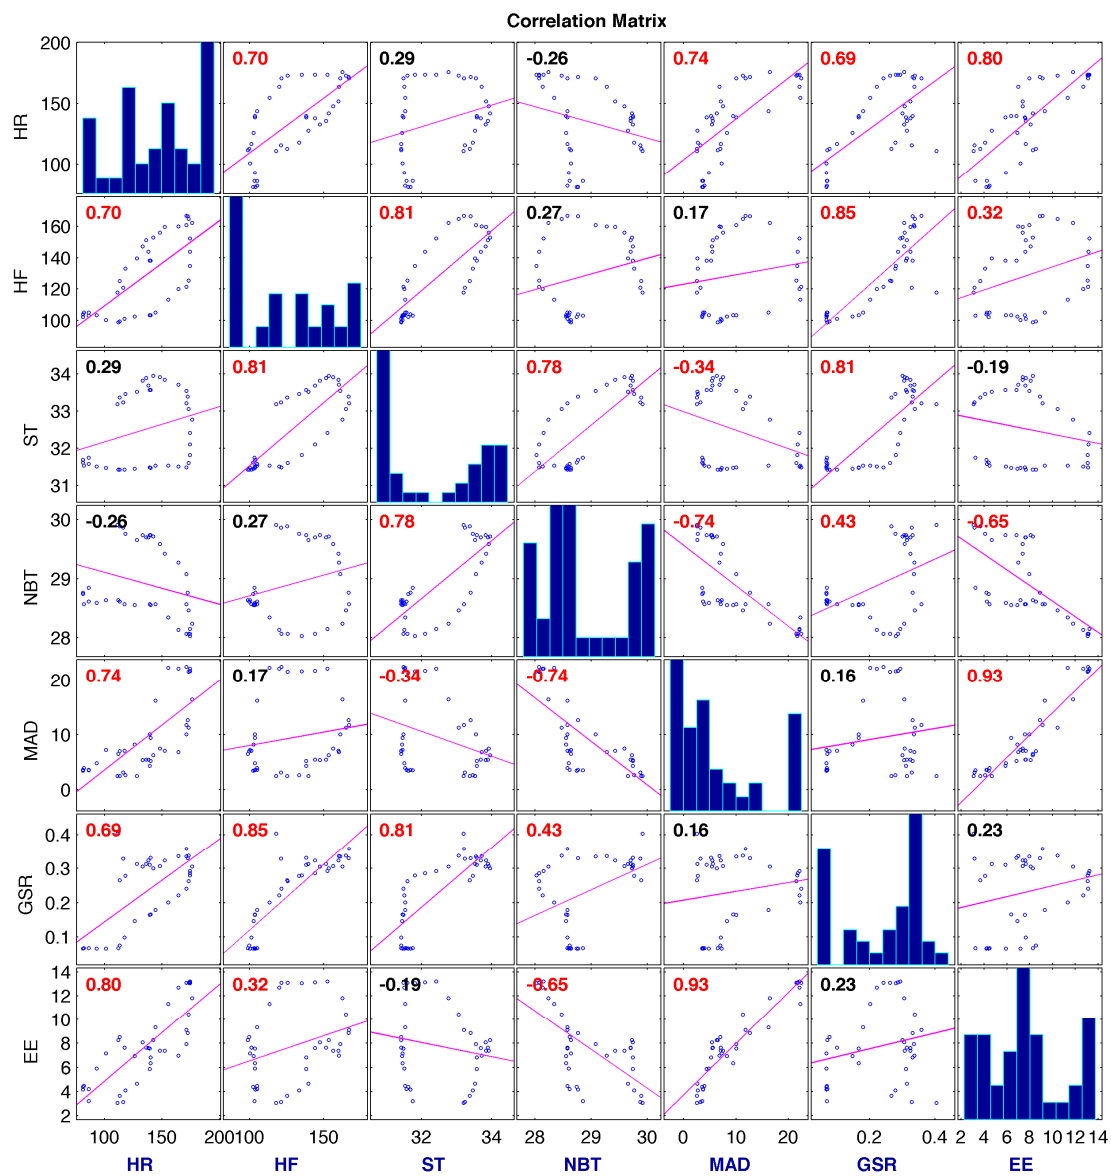 Correlation Matrix
200 0.70 0.29 -0.26 0.74 0.69 0.80
150
100
HR
0.70 0.81 0.27 0.17 0.85 0.32
160
140
120
100
HF
0.29 0.81 0.78 -0.34 0.81 -0.19
34
33
32
31
ST
-0.26 0.27 0.78 -0.74 0.43 -0.65
30
29
28
NBT
0.74 0.17 -0.34 -0.74 0.16 0.93
20
10
0
MAD
0.69 0.85 0.81 0.43 0.16 0.23
0.4
0.3
0.2
0.1
GSR
0.80 0.32 -0.19 -0.65 0.93 0.23
14
12
10
8
6
4
2
EE
100 150 200 100 150 32 34 28 29 30 0 10 20 0.2 0.4 2 4 6 8 10 12 14
HR HF ST NBT MAD GSR EE